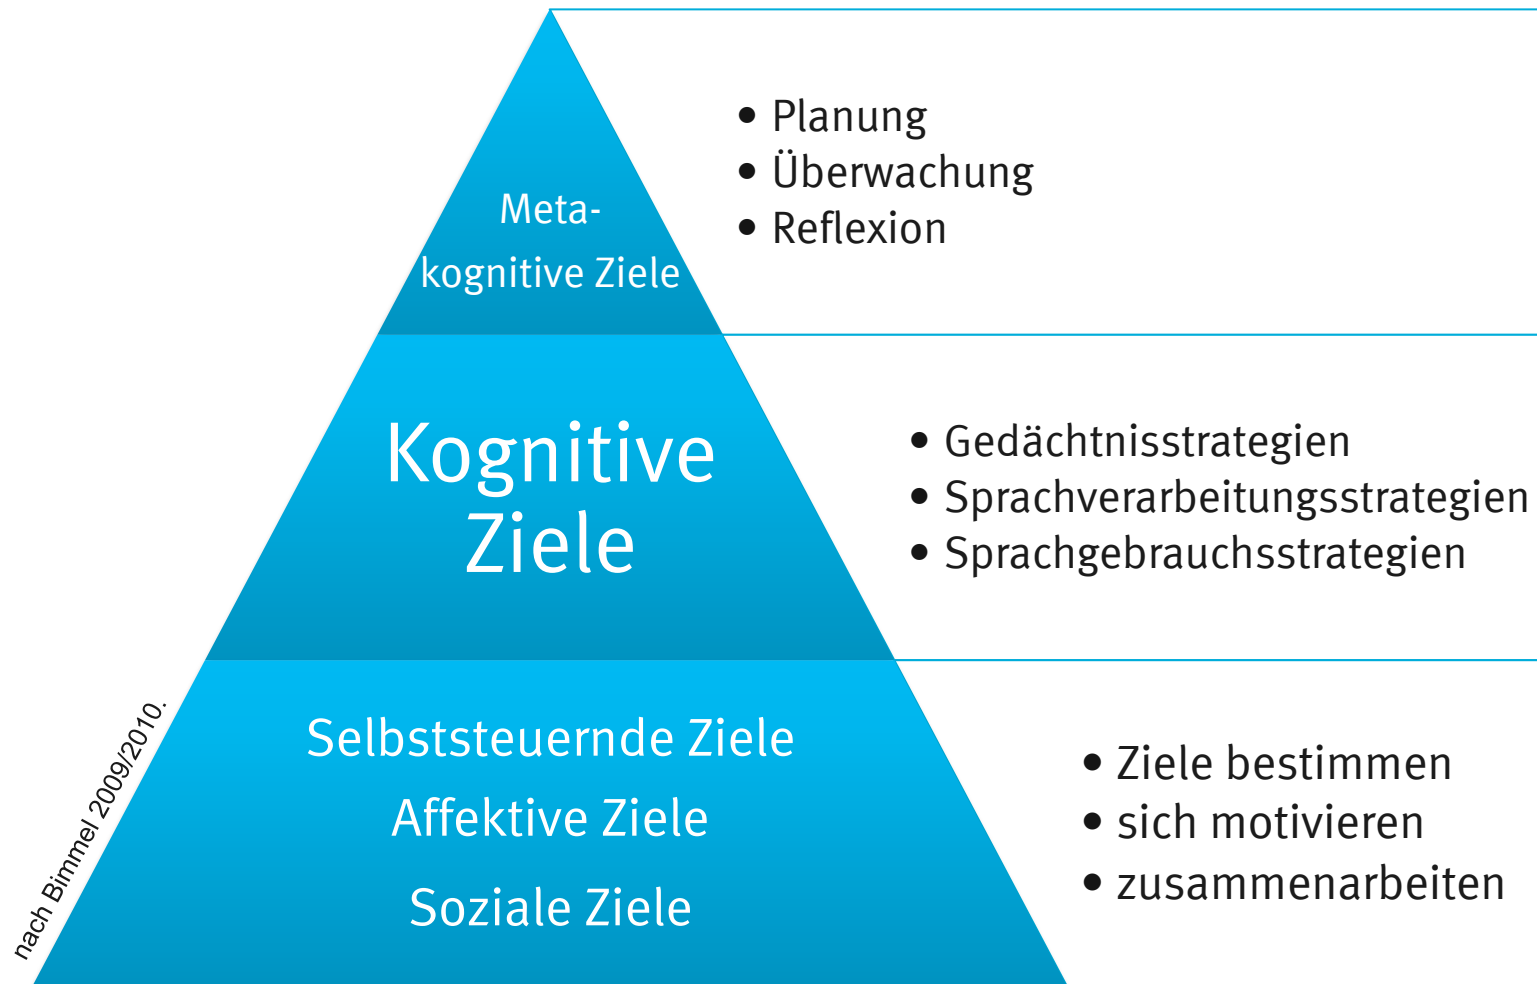 Meta-
kognitive Ziele
• Planung
• Überwachung
• Reflexion
Kognitive
Ziele
• Gedächtnisstrategien
• Sprachverarbeitungsstrategien
• Sprachgebrauchsstrategien
Selbststeuernde Ziele
Affektive Ziele
Soziale Ziele
• Ziele bestimmen
• sich motivieren
• zusammenarbeiten
nach Bimmel 2009/2010.